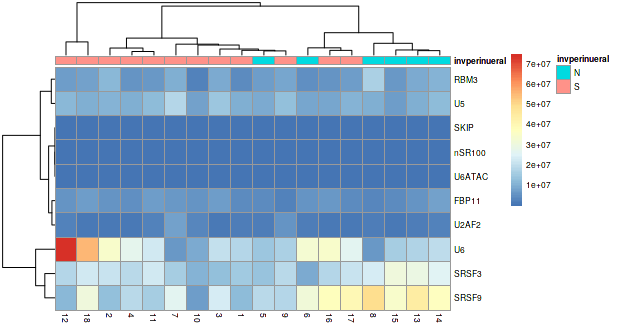 invperinueral
RBM3
U5
SKIP
nSR100
U6ATAC
FBP11
U2AF2
U6
SRSF3
SRSF9
12 18 2 4 11 7 10 3 1 5 9 6 16 17 8 15 13 14
7e+07
6e+07
5e+07
4e+07
3e+07
2e+07
1e+07
invperinueral
N
S